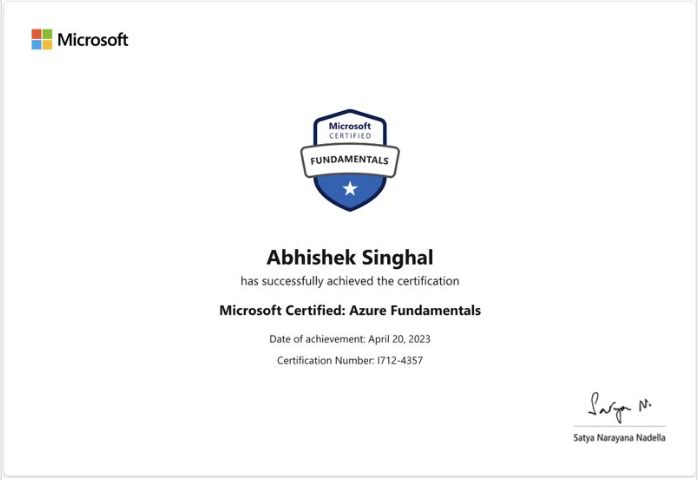 Microsoft
Microsoft
CERTIFIED
FUNDAMENTALS
Abhishek Singhal
has successfully achieved the certification
Microsoft Certified: Azure Fundamentals
Date of achievement: April 20, 2023
Certification Number: I712-4357
Satya N.
Satya Narayana Nadella